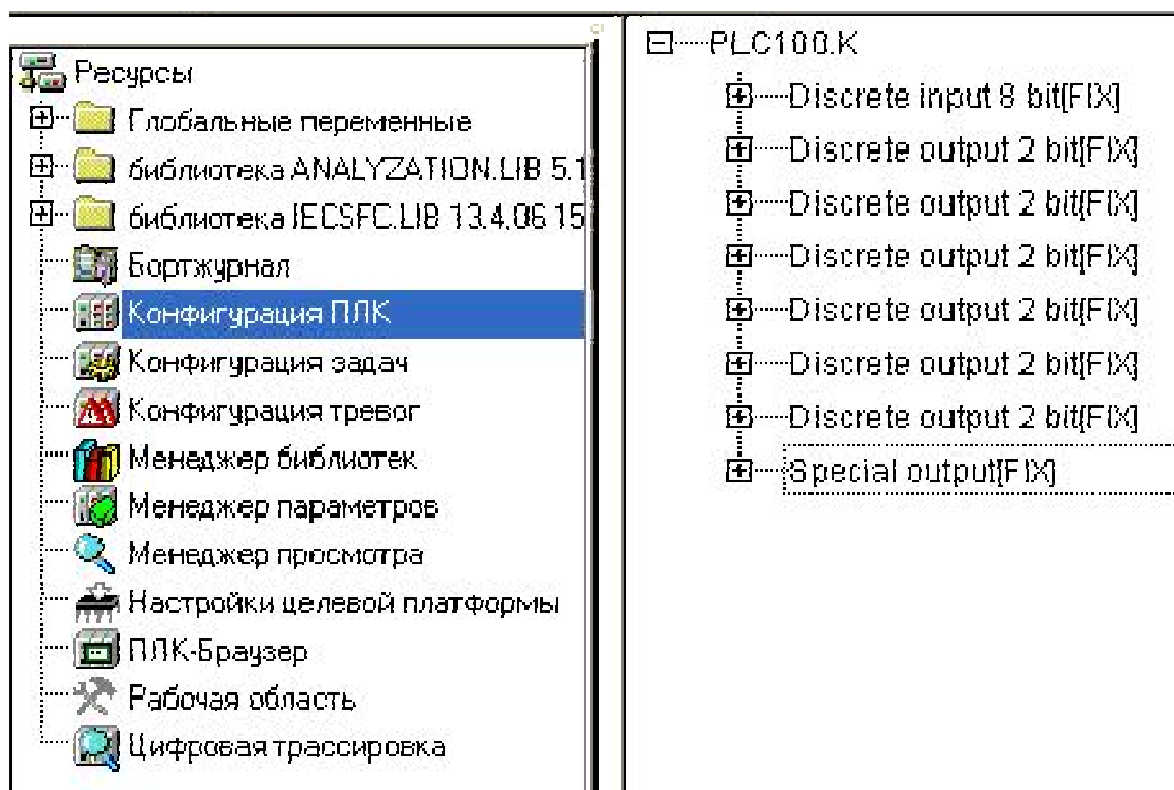 Ресурсы
Глобальные переменные
библиотека ANALYZATION.LIB 5.1
библиотека IECSFC.LIB 13.4.06 15
Бортжурнал
Конфигурация ПЛК
Конфигурация задач
Конфигурация тревог
Менеджер библиотек
Менеджер параметров
Менеджер просмотра
Настройки целевой платформы
ПЛК-Браузер
Рабочая область
Цифровая трассировка
PLC100.K
Discrete input 8 bit[FIX]
Discrete output 2 bit[FIX]
Discrete output 2 bit[FIX]
Discrete output 2 bit[FIX]
Discrete output 2 bit[FIX]
Discrete output 2 bit[FIX]
Discrete output 2 bit[FIX]
Special output[FIX]